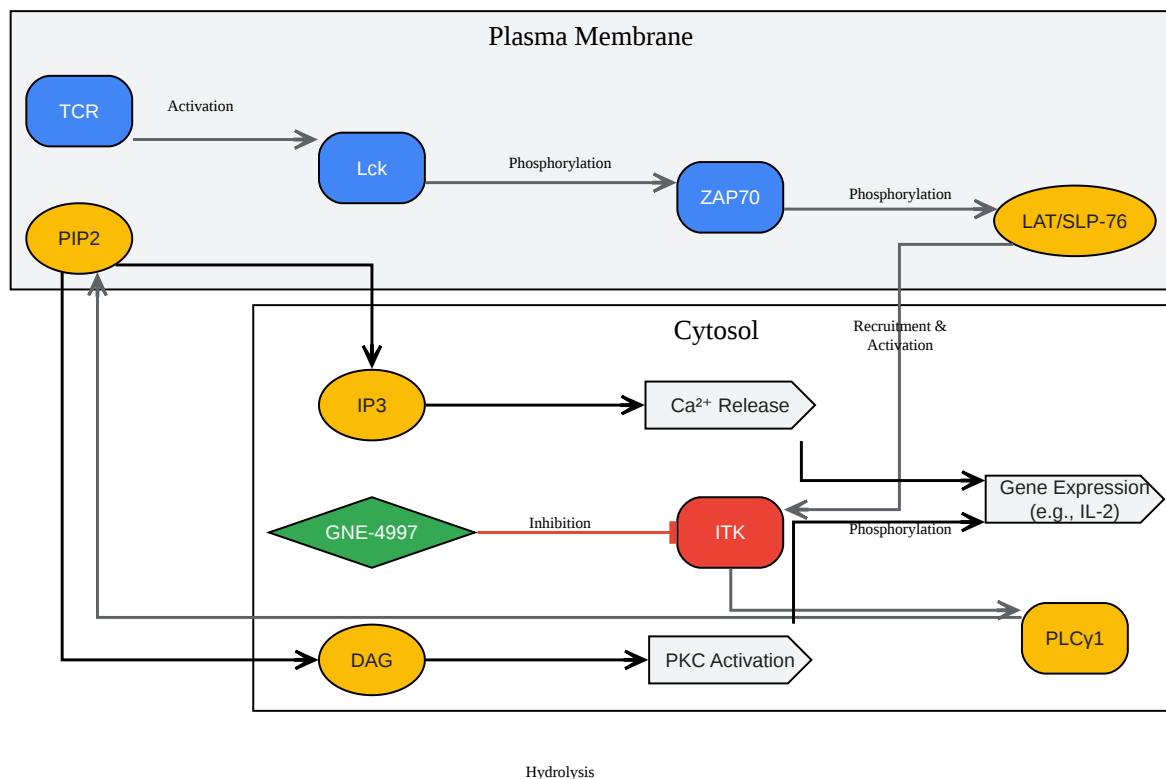 Plasma Membrane
TCR
Activation
Lck
Phosphorylation
ZAP70
Phosphorylation
LAT/SLP-76
PIP2
Cytosol
Recruitment &
Activation
IP3
Ca²⁺ Release
Gene Expression
(e.g., IL-2)
GNE-4997
Inhibition
ITK
Phosphorylation
PLCγ1
DAG
PKC Activation
Hydrolysis